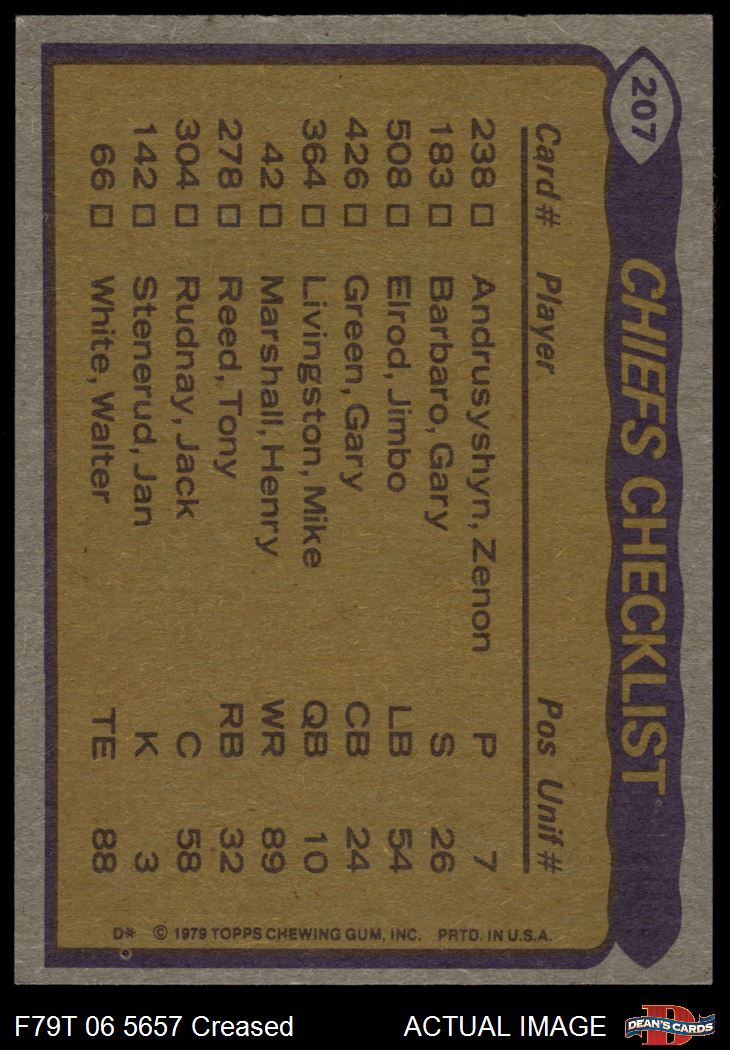 207
CHIEFS CHECKLIST
Card# Player Pos Unif#
238 Andrusyshyn, Zenon P 7
183 Barbaro, Gary S 26
508 Elrod, Jimbo LB 54
426 Green, Gary CB 24
364 Livingston, Mike QB 10
42 Marshall, Henry WR 89
278 Reed, Tony RB 32
304 Rudnay, Jack C 58
142 Stenerud, Jan K 3
66 White, Walter TE 88
D* © 1979 TOPPS CHEWING GUM, INC. PRTD. IN U.S.A.
F79T 06 5657 Creased ACTUAL IMAGE
D
DEAN'S CARDS